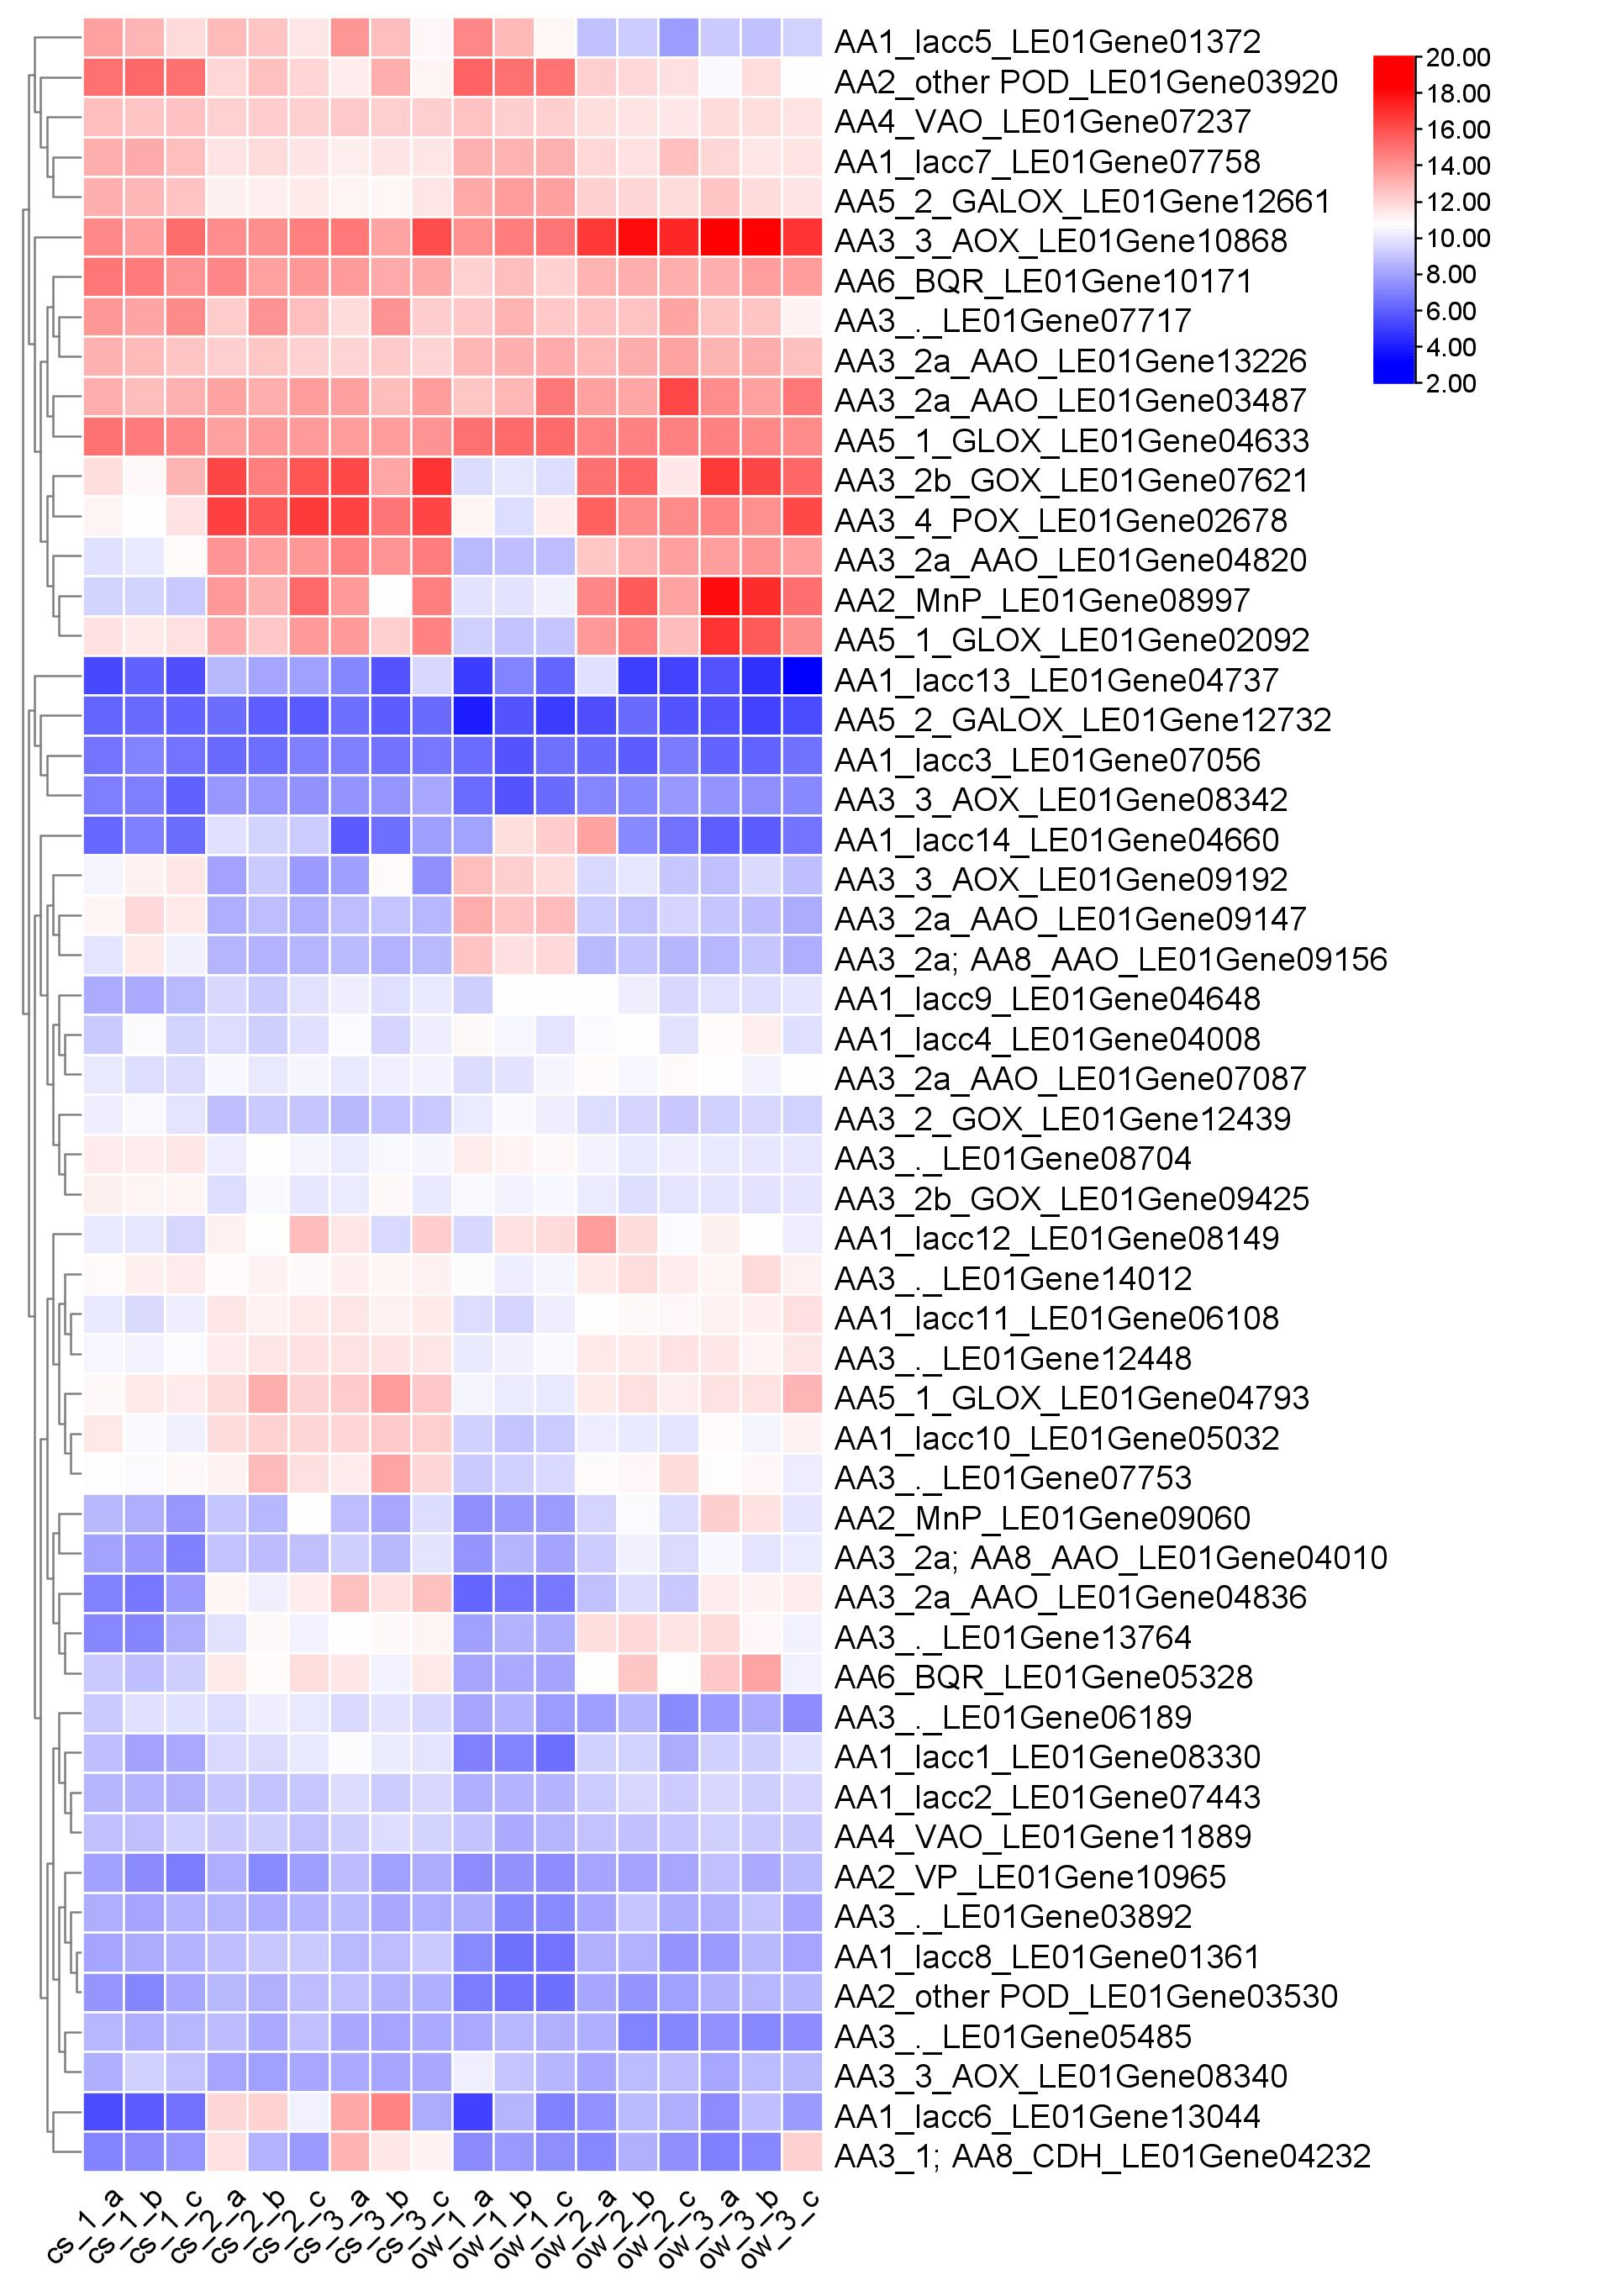 AA1_lacc5_LE01Gene01372
AA2_other POD_LE01Gene03920
AA4_VAO_LE01Gene07237
AA1_lacc7_LE01Gene07758
AA5_2_GALOX_LE01Gene12661
AA3_3_AOX_LE01Gene10868
AA6_BQR_LE01Gene10171
AA3_._LE01Gene07717
AA3_2a_AAO_LE01Gene13226
AA3_2a_AAO_LE01Gene03487
AA5_1_GLOX_LE01Gene04633
AA3_2b_GOX_LE01Gene07621
AA3_4_POX_LE01Gene02678
AA3_2a_AAO_LE01Gene04820
AA2_MnP_LE01Gene08997
AA5_1_GLOX_LE01Gene02092
AA1_lacc13_LE01Gene04737
AA5_2_GALOX_LE01Gene12732
AA1_lacc3_LE01Gene07056
AA3_3_AOX_LE01Gene08342
AA1_lacc14_LE01Gene04660
AA3_3_AOX_LE01Gene09192
AA3_2a_AAO_LE01Gene09147
AA3_2a; AA8_AAO_LE01Gene09156
AA1_lacc9_LE01Gene04648
AA1_lacc4_LE01Gene04008
AA3_2a_AAO_LE01Gene07087
AA3_2_GOX_LE01Gene12439
AA3_._LE01Gene08704
AA3_2b_GOX_LE01Gene09425
AA1_lacc12_LE01Gene08149
AA3_._LE01Gene14012
AA1_lacc11_LE01Gene06108
AA3_._LE01Gene12448
AA5_1_GLOX_LE01Gene04793
AA1_lacc10_LE01Gene05032
AA3_._LE01Gene07753
AA2_MnP_LE01Gene09060
AA3_2a; AA8_AAO_LE01Gene04010
AA3_2a_AAO_LE01Gene04836
AA3_._LE01Gene13764
AA6_BQR_LE01Gene05328
AA3_._LE01Gene06189
AA1_lacc1_LE01Gene08330
AA1_lacc2_LE01Gene07443
AA4_VAO_LE01Gene11889
AA2_VP_LE01Gene10965
AA3_._LE01Gene03892
AA1_lacc8_LE01Gene01361
AA2_other POD_LE01Gene03530
AA3_._LE01Gene05485
AA3_3_AOX_LE01Gene08340
AA1_lacc6_LE01Gene13044
AA3_1; AA8_CDH_LE01Gene04232
20.00
18.00
16.00
14.00
12.00
10.00
8.00
6.00
4.00
2.00
cs_1_a
cs_1_b
cs_1_c
cs_2_a
cs_2_b
cs_2_c
cs_3_a
cs_3_b
cs_3_c
ow_1_a
ow_1_b
ow_1_c
ow_2_a
ow_2_b
ow_2_c
ow_3_a
ow_3_b
ow_3_c